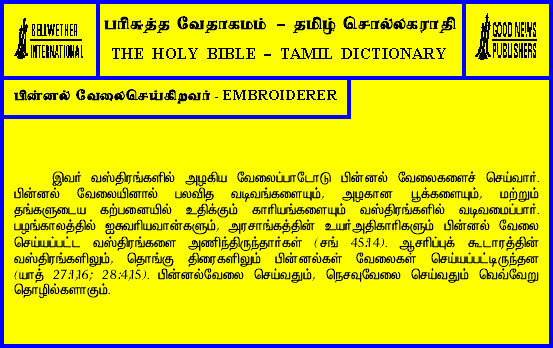 BELLWETHER
INTERNATIONAL
பரிசுத்த வேதாகமம் – தமிழ் சொல்லகராதி
THE HOLY BIBLE – TAMIL DICTIONARY
GOOD NEWS
PUBLISHERS
பின்னல் வேலைசெய்கிறவர் - EMBROIDERER
இவர் வஸ்திரங்களில் அழகிய வேலைப்பாடோடு பின்னல் வேலைகளைச் செய்வார்.
பின்னல் வேலையினால் பலவித வடிவங்களையும், அழகான பூக்களையும், மற்றும்
தங்களுடைய கற்பனையில் உதிக்கும் காரியங்களையும் வஸ்திரங்களில் வடிவமைப்பார்.
பழங்காலத்தில் ஐசுவரியவான்களும், அரசாங்கத்தின் உயர்அதிகாரிகளும் பின்னல் வேலை
செய்யப்பட்ட வஸ்திரங்களை அணிந்திருந்தார்கள் (சங் 45:14). ஆசரிப்புக் கூடாரத்தின்
வஸ்திரங்களிலும், தொங்கு திரைகளிலும் பின்னல்கள் வேலைகள் செய்யப்பட்டிருந்தன
(யாத் 27:1,16; 28:4,15). பின்னல்வேலை செய்வதும், நெசவுவேலை செய்வதும் வெவ்வேறு
தொழில்களாகும்.